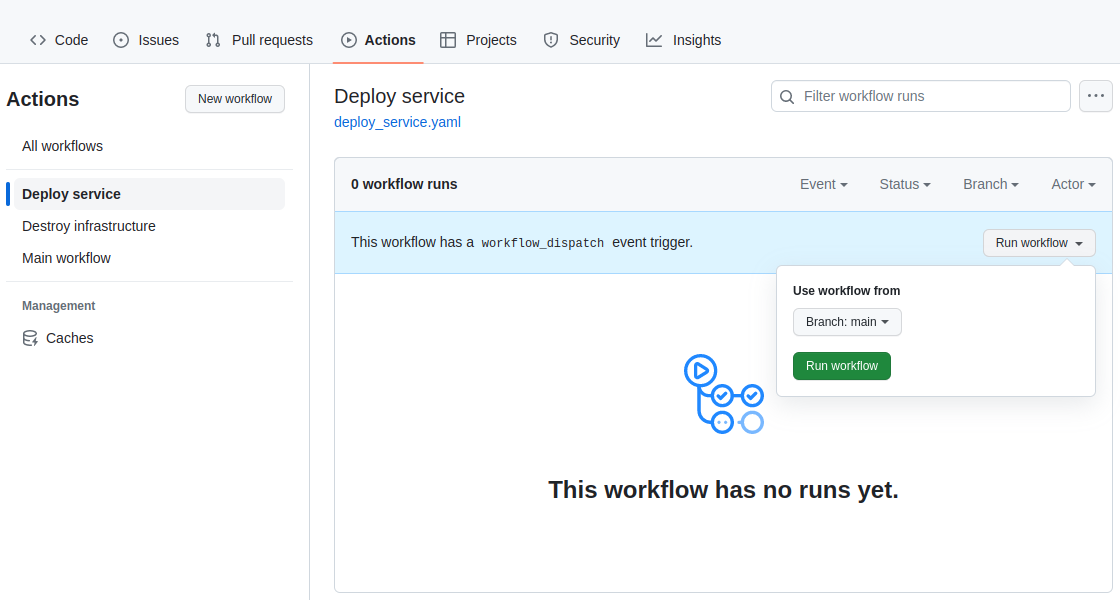 Code Issues Pull requests Actions Projects Security Insights
Actions
New workflow
All workflows
Deploy service
Destroy infrastructure
Main workflow
Management
Caches
Deploy service
deploy_service.yaml
Filter workflow runs
0 workflow runs
Event Status Branch Actor
This workflow has a workflow_dispatch event trigger.
Run workflow
Use workflow from
Branch: main
Run workflow
This workflow has no runs yet.